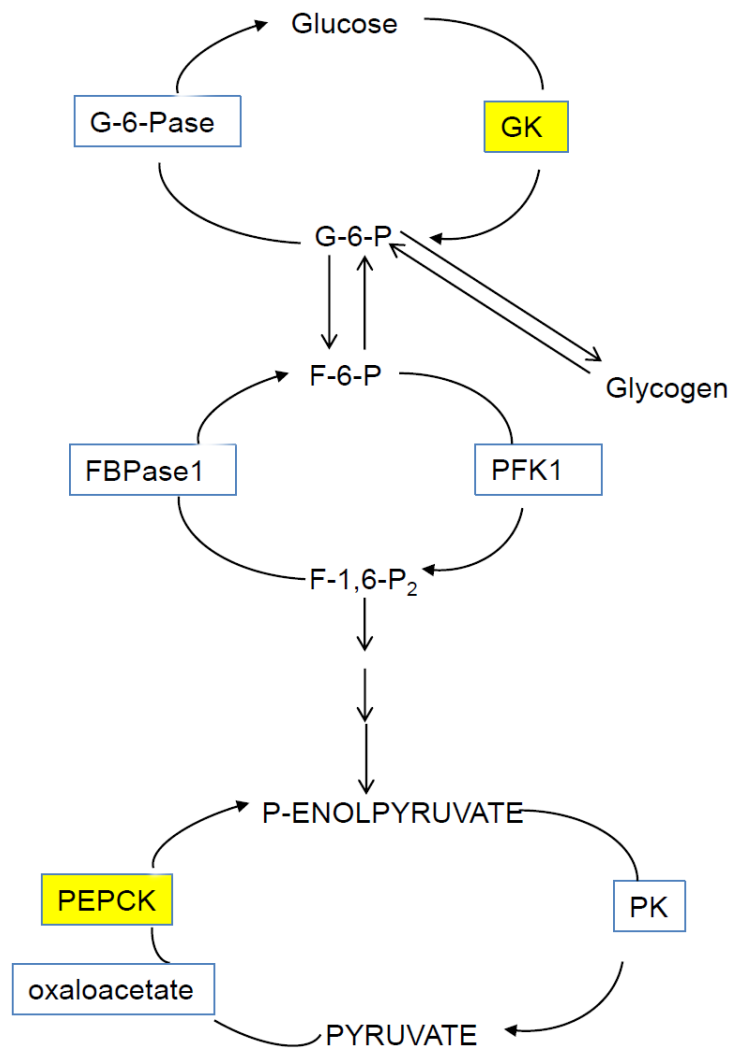 Glucose
G-6-Pase
GK
G-6-P
F-6-P
Glycogen
FBPase1
PFK1
F-1,6-P₂
P-ENOLPYRUVATE
PEPCK
PK
oxaloacetate
PYRUVATE